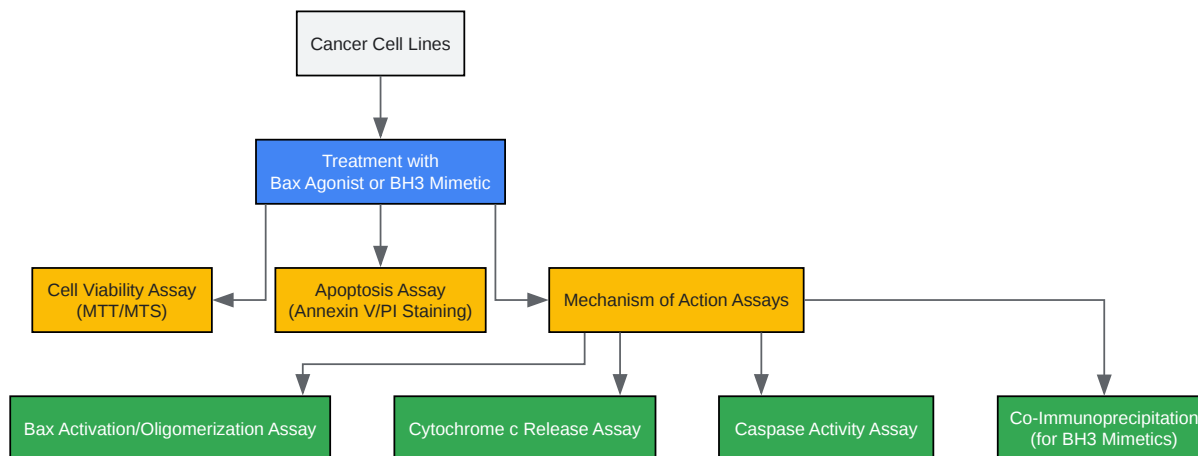 Cancer Cell Lines
Treatment with
Bax Agonist or BH3 Mimetic
Cell Viability Assay
(MTT/MTS)
Apoptosis Assay
(Annexin V/PI Staining)
Mechanism of Action Assays
Bax Activation/Oligomerization Assay
Cytochrome c Release Assay
Caspase Activity Assay
Co-Immunoprecipitation
(for BH3 Mimetics)